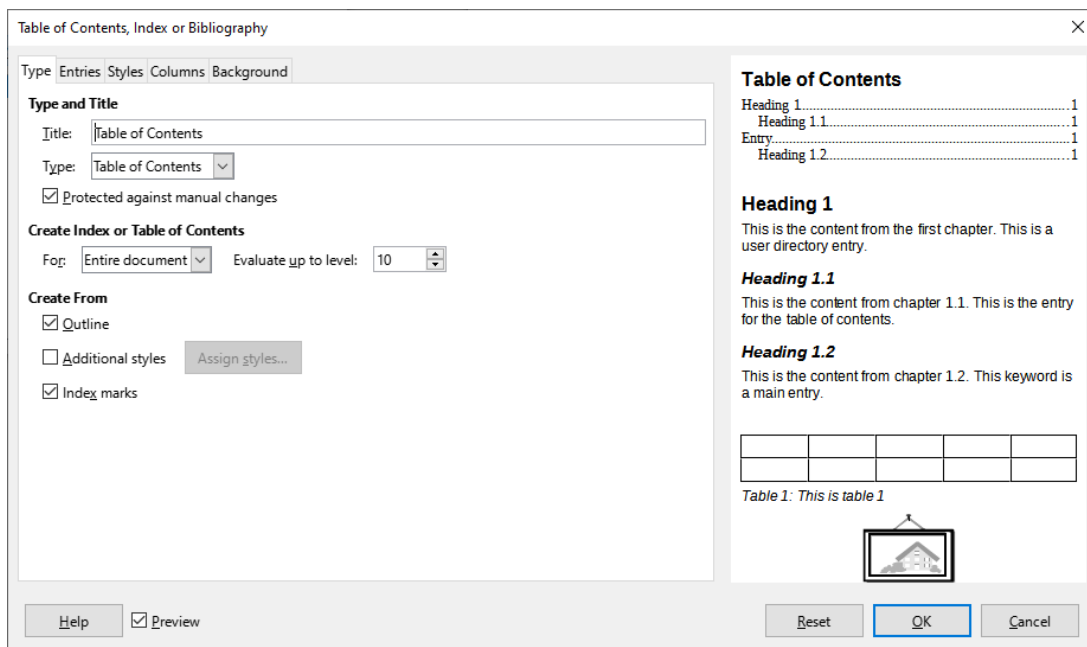 Table of Contents, Index or Bibliography
Type Entries Styles Columns Background
Type and Title
Title: Table of Contents
Type: Table of Contents
Protected against manual changes
Create Index or Table of Contents
For: Entire document Evaluate up to level: 10
Create From
Outline
Additional styles Assign styles...
Index marks
Table of Contents
Heading 1.......................................................................1
Heading 1.1.................................................................1
Entry..............................................................................1
Heading 1.2.................................................................1
Heading 1
This is the content from the first chapter. This is a
user directory entry.
Heading 1.1
This is the content from chapter 1.1. This is the entry
for the table of contents.
Heading 1.2
This is the content from chapter 1.2. This keyword is
a main entry.
Table 1: This is table 1
Help Preview Reset OK Cancel